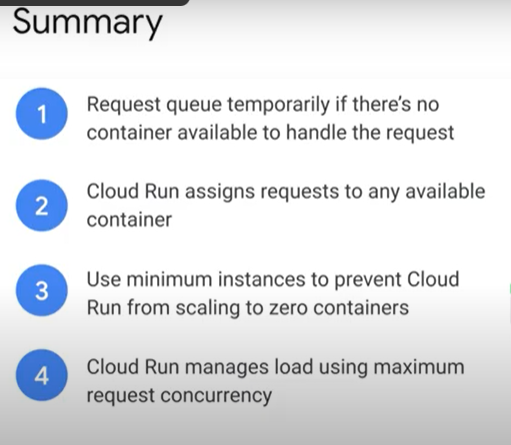 Summary
1
Request queue temporarily if there's no
container available to handle the request
2
Cloud Run assigns requests to any available
container
3
Use minimum instances to prevent Cloud
Run from scaling to zero containers
4
Cloud Run manages load using maximum
request concurrency